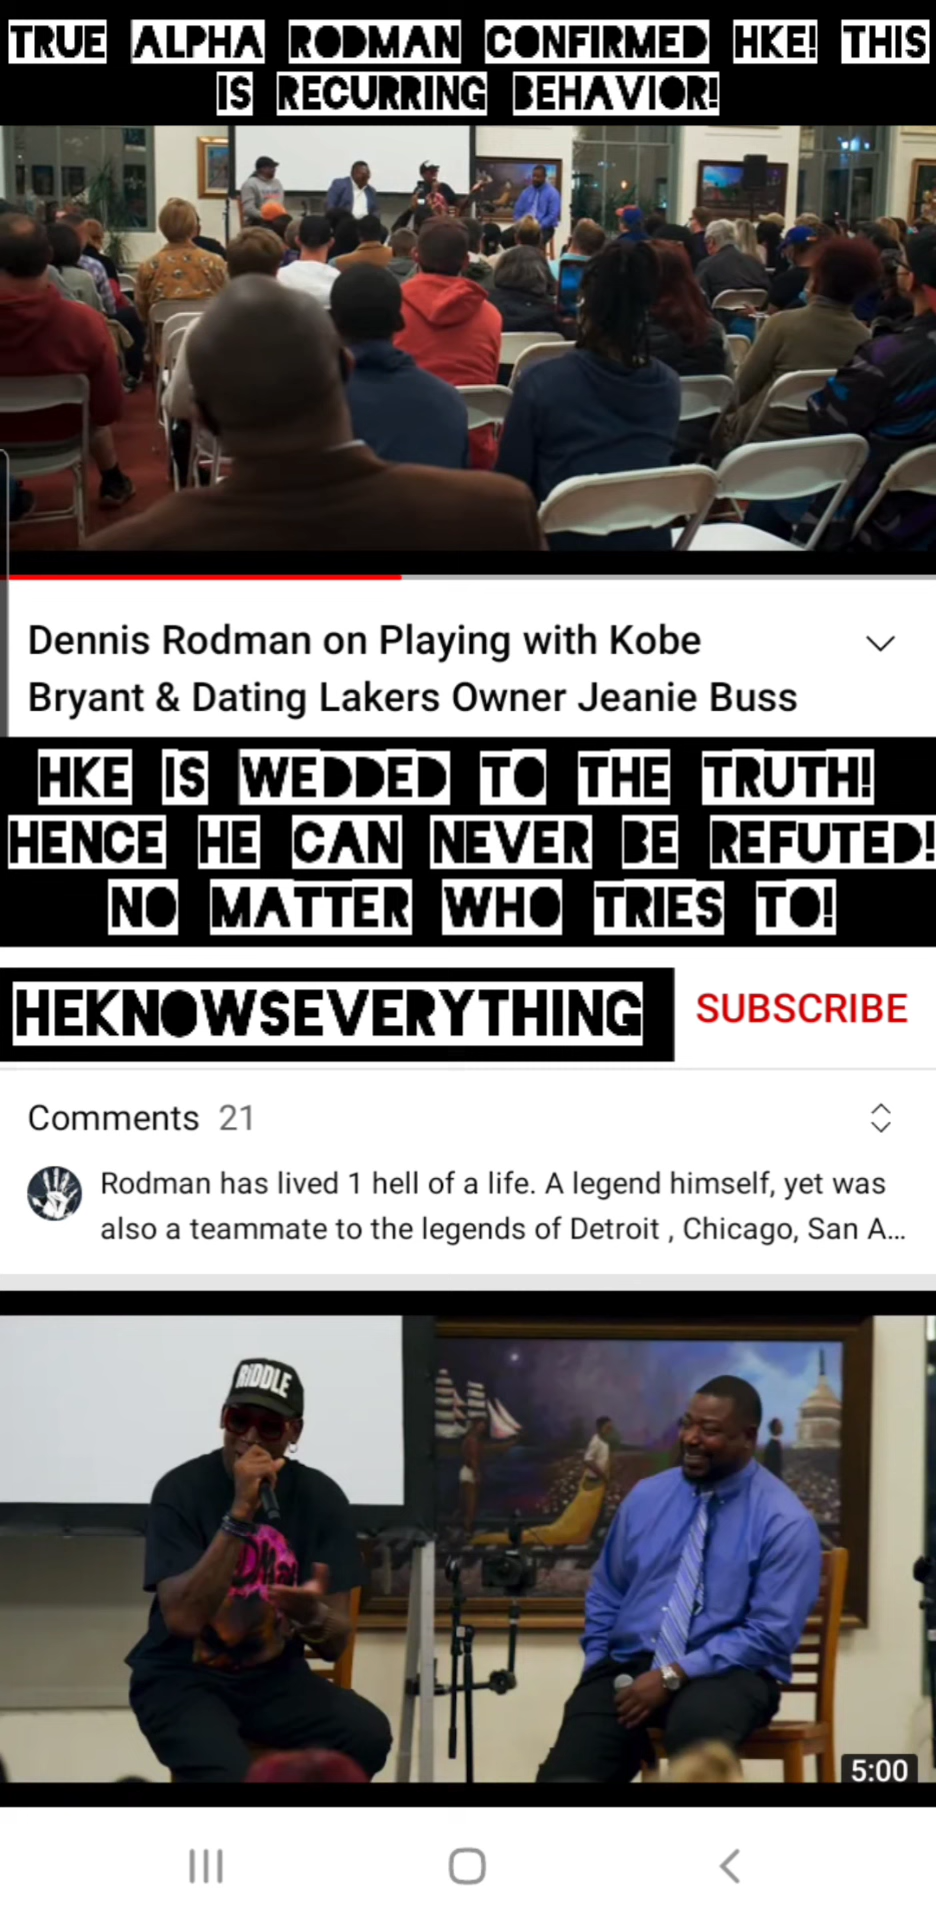 TRUE ALPHA RODMAN CONFIRMED HKE! THIS
IS RECURRING BEHAVIOR!
Dennis Rodman on Playing with Kobe
Bryant & Dating Lakers Owner Jeanie Buss
HKE IS WEDDED TO THE TRUTH!
HENCE HE CAN NEVER BE REFUTED!
NO MATTER WHO TRIES TO!
HEKNOWSEVERYTHING
SUBSCRIBE
Comments 21
Rodman has lived 1 hell of a life. A legend himself, yet was
also a teammate to the legends of Detroit , Chicago, San A...
RIDDLE
5:00